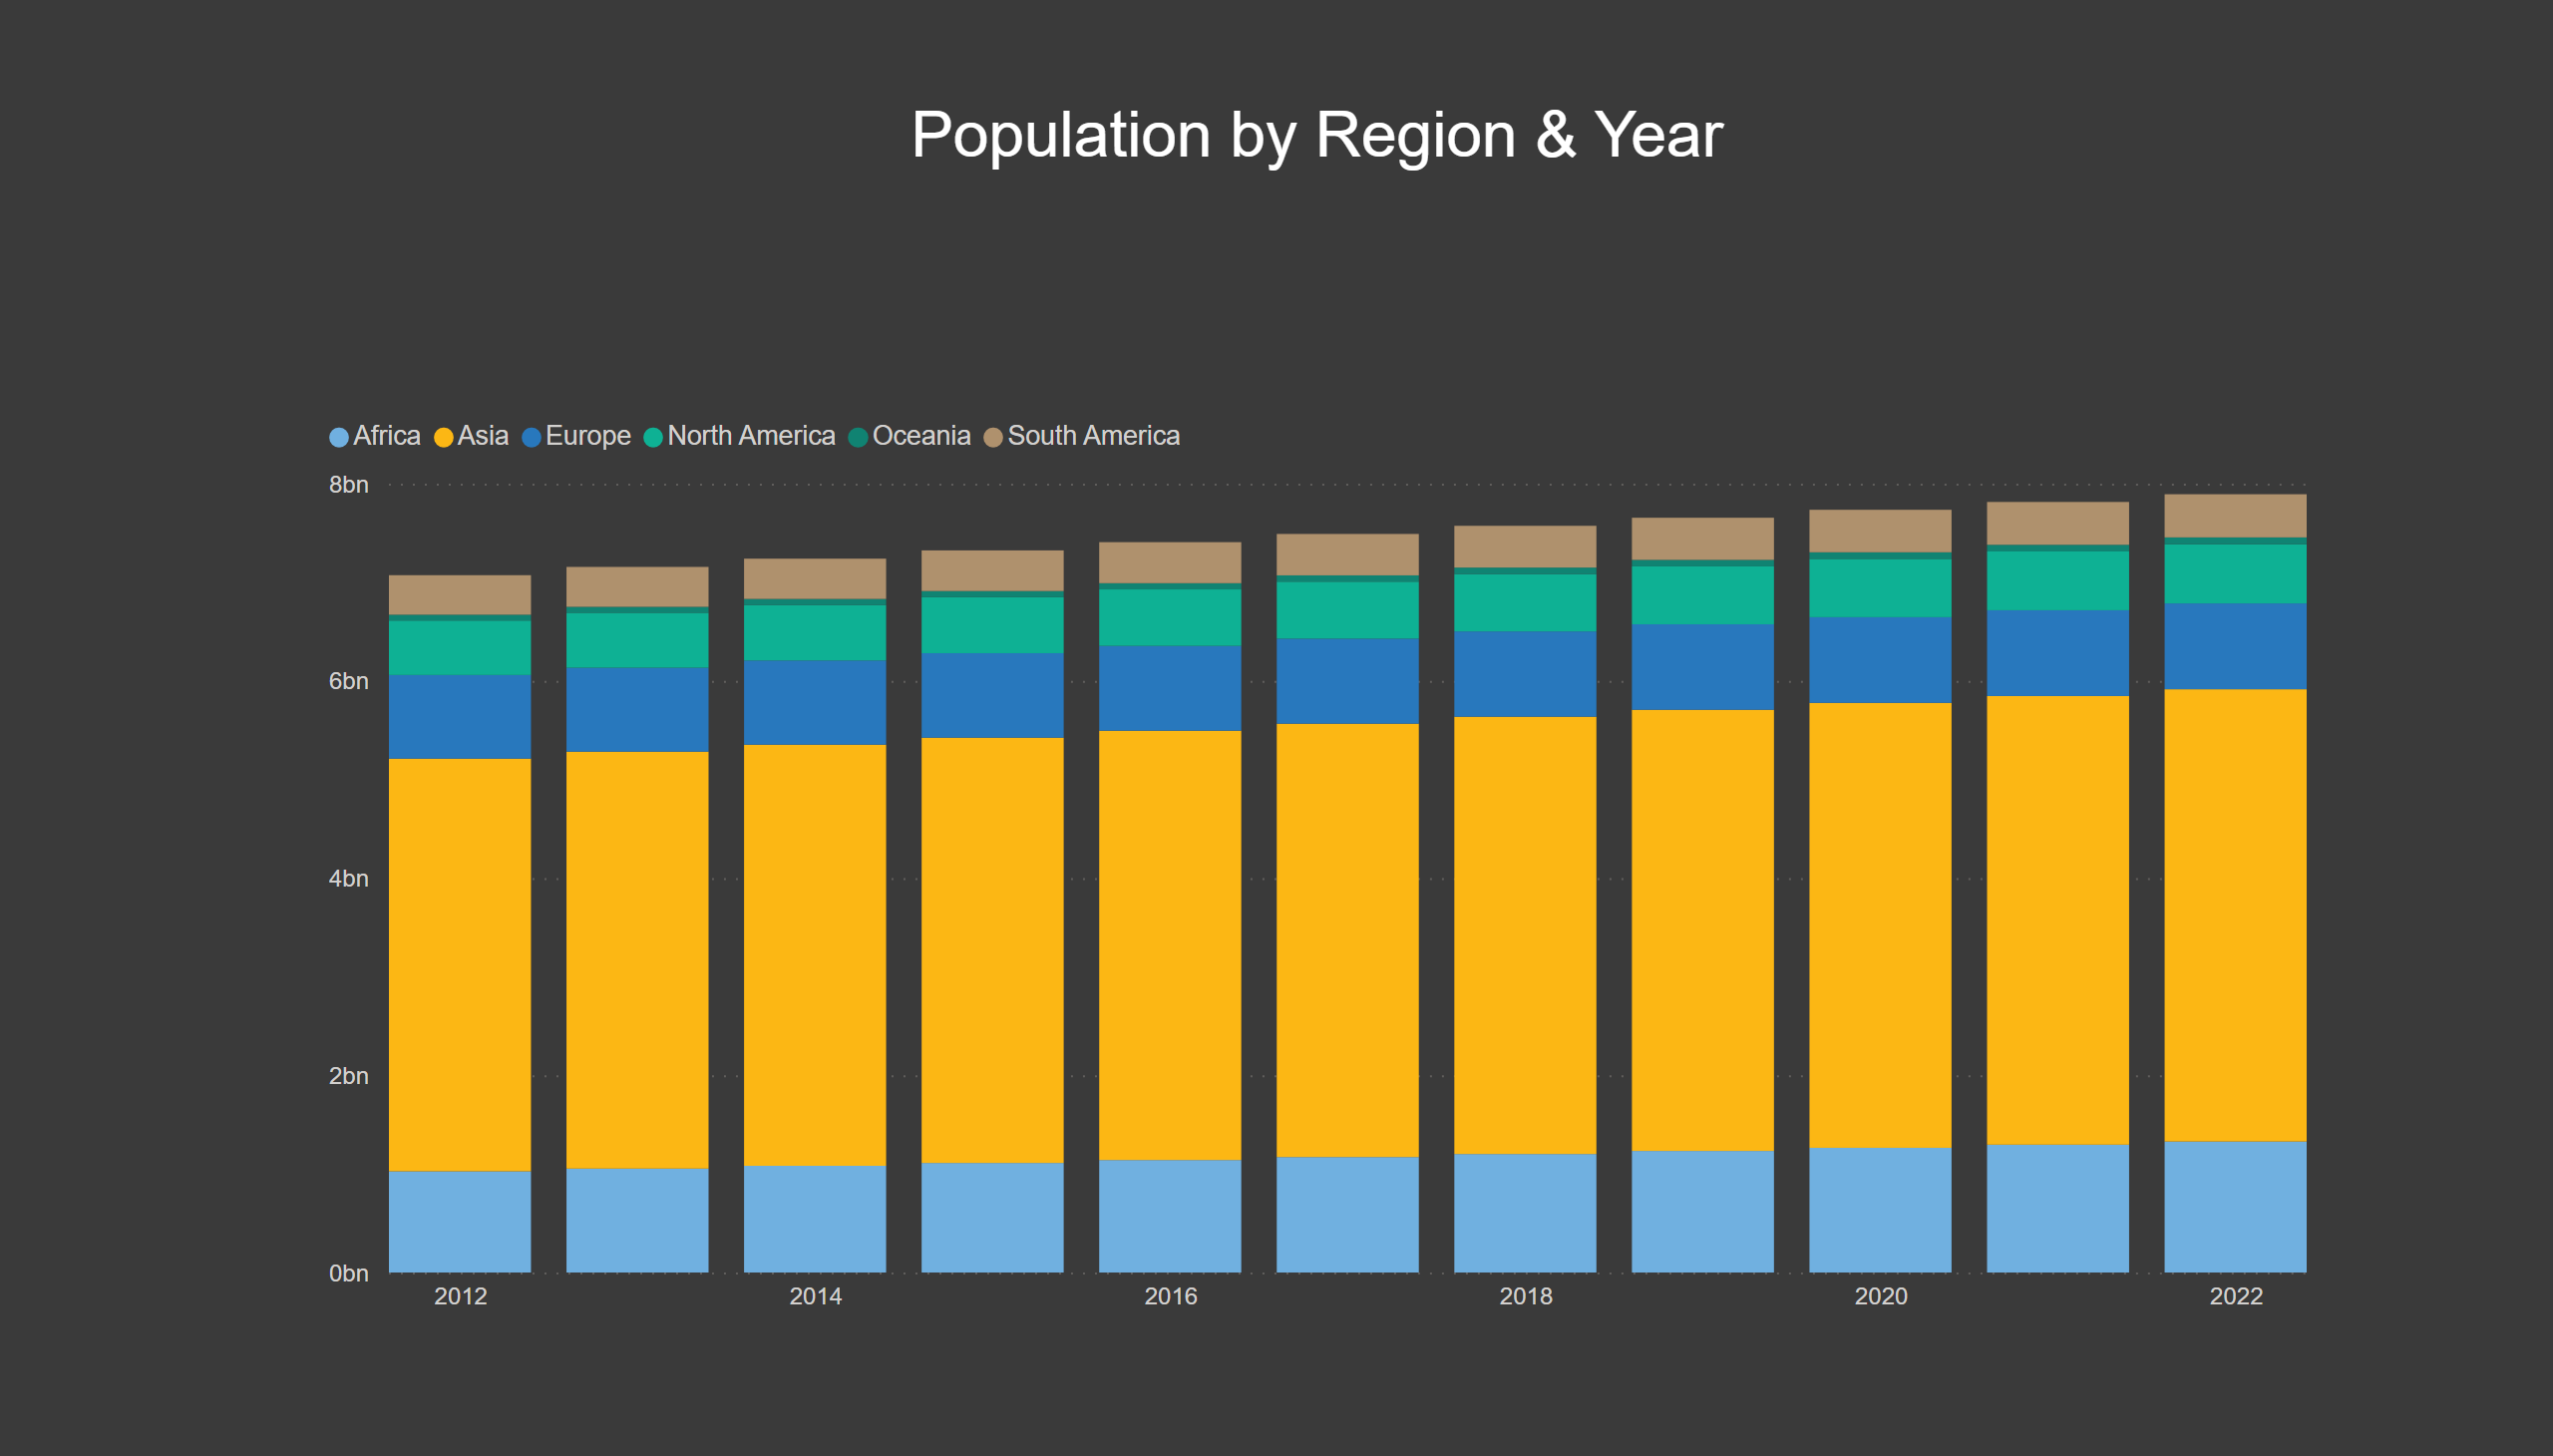 Population by Region & Year
Africa Asia Europe North America Oceania South America
8bn
6bn
4bn
2bn
0bn
2012 2014 2016 2018 2020 2022